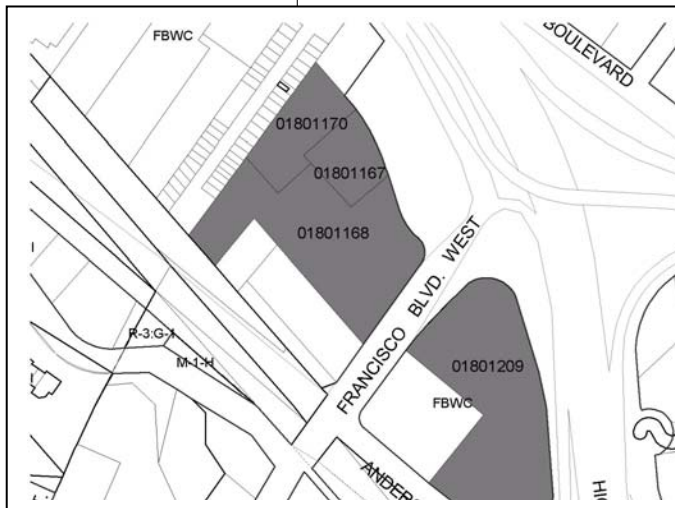 FBWC
BOULEVARD
01801170
01801167
01801168
FRANCISCO BLVD. WEST
R-3:G-1
M-1-H
01801209
FBWC